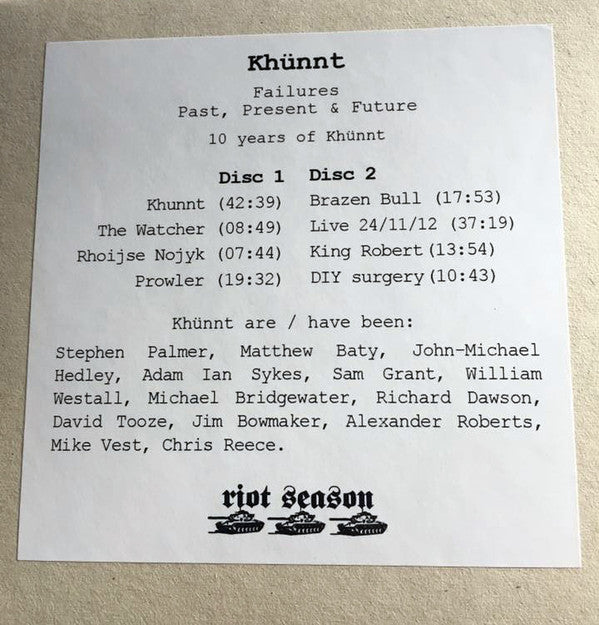 Khünnt
Failures
Past, Present & Future
10 years of Khünnt
Disc 1 Disc 2
Khunnt (42:39) Brazen Bull (17:53)
The Watcher (08:49) Live 24/11/12 (37:19)
Rhoijse Nojyk (07:44) King Robert (13:54)
Prowler (19:32) DIY surgery (10:43)
Khünnt are / have been:
Stephen Palmer, Matthew Baty, John-Michael
Hedley, Adam Ian Sykes, Sam Grant, William
Westall, Michael Bridgewater, Richard Dawson,
David Tooze, Jim Bowmaker, Alexander Roberts,
Mike Vest, Chris Reece.
riot season